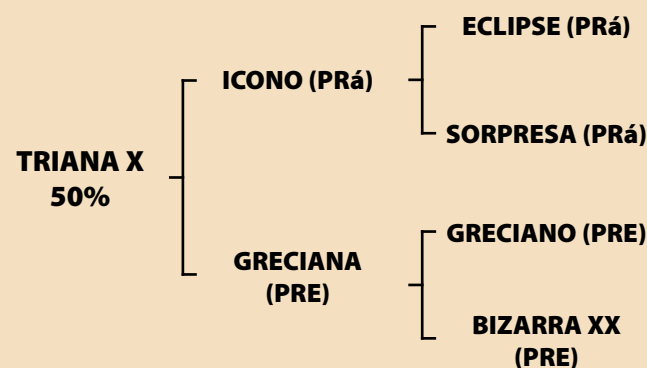 TRIANA X
50%
ICONO (PRá)
ECLIPSE (PRá)
SORPRESA (PRá)
GRECIANA
(PRE)
GRECIANO (PRE)
BIZARRA XX
(PRE)